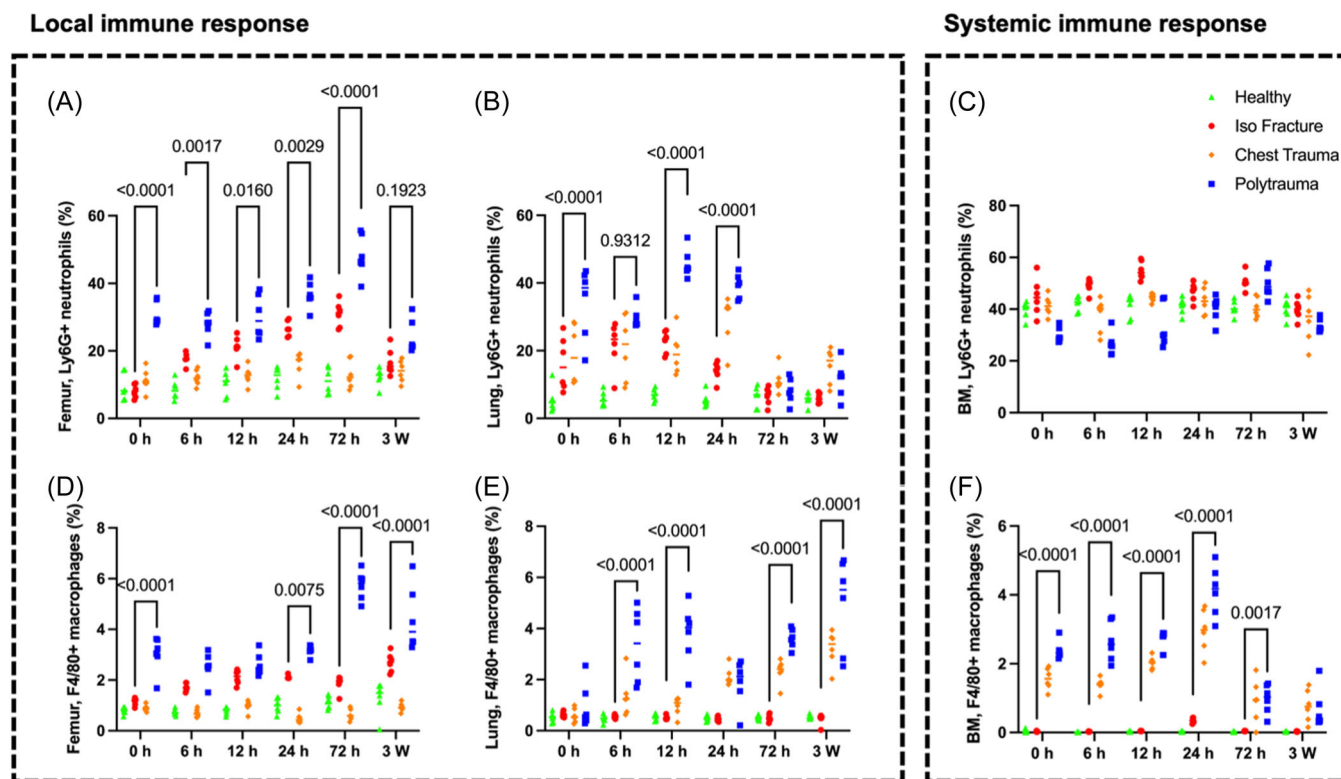 Local immune response
Systemic immune response
(A)
Femur, Ly6G+ neutrophils (%)
60
40
20
0
<0.0001
0.0017
0.0160
0.0029
<0.0001
0.1923
0 h
6 h
12 h
24 h
72 h
3 W
(B)
Lung, Ly6G+ neutrophils (%)
60
50
40
30
20
10
0
<0.0001
0.9312
<0.0001
<0.0001
0 h
6 h
12 h
24 h
72 h
3 W
(C)
Healthy
Iso Fracture
Chest Trauma
Polytrauma
BM, Ly6G+ neutrophils (%)
80
60
40
20
0
0 h
6 h
12 h
24 h
72 h
3 W
(D)
Femur, F4/80+ macrophages (%)
8
6
4
2
0
<0.0001
0.0075
<0.0001
<0.0001
0 h
6 h
12 h
24 h
72 h
3 W
(E)
Lung, F4/80+ macrophages (%)
8
6
4
2
0
<0.0001
<0.0001
<0.0001
<0.0001
0 h
6 h
12 h
24 h
72 h
3 W
(F)
BM, F4/80+ macrophages (%)
6
4
2
0
<0.0001
<0.0001
<0.0001
<0.0001
0.0017
0 h
6 h
12 h
24 h
72 h
3 W